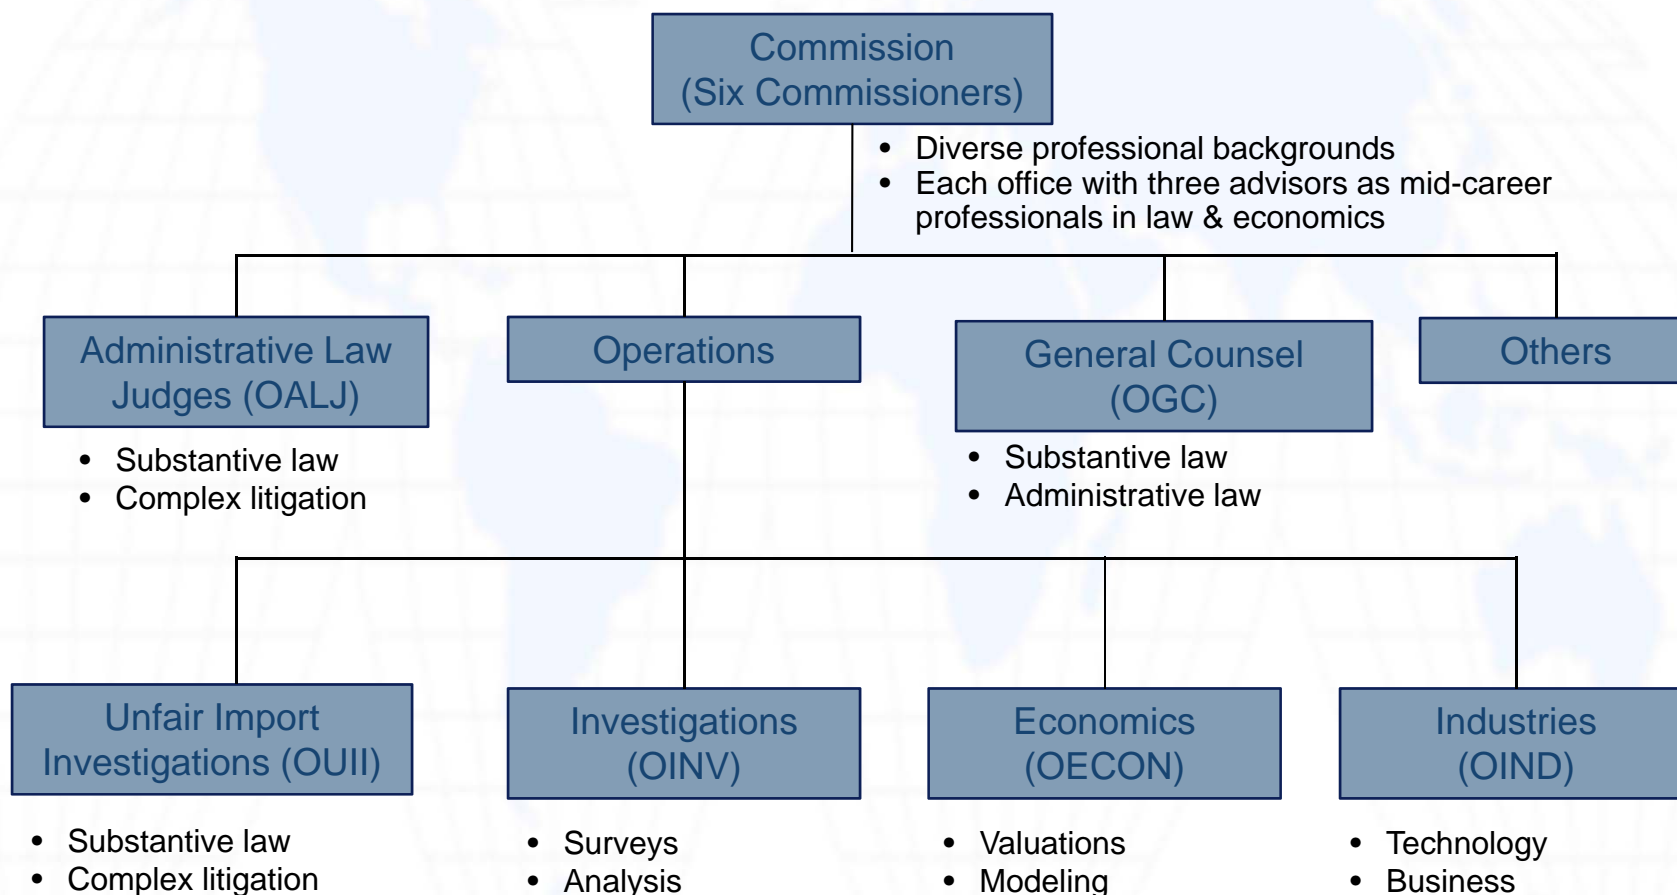 Commission
(Six Commissioners)
• Diverse professional backgrounds
• Each office with three advisors as mid-career
professionals in law & economics
Administrative Law
Judges (OALJ)
• Substantive law
• Complex litigation
Operations
General Counsel
(OGC)
• Substantive law
• Administrative law
Others
Unfair Import
Investigations (OUII)
• Substantive law
• Complex litigation
Investigations
(OINV)
• Surveys
• Analysis
Economics
(OECON)
• Valuations
• Modeling
Industries
(OIND)
• Technology
• Business